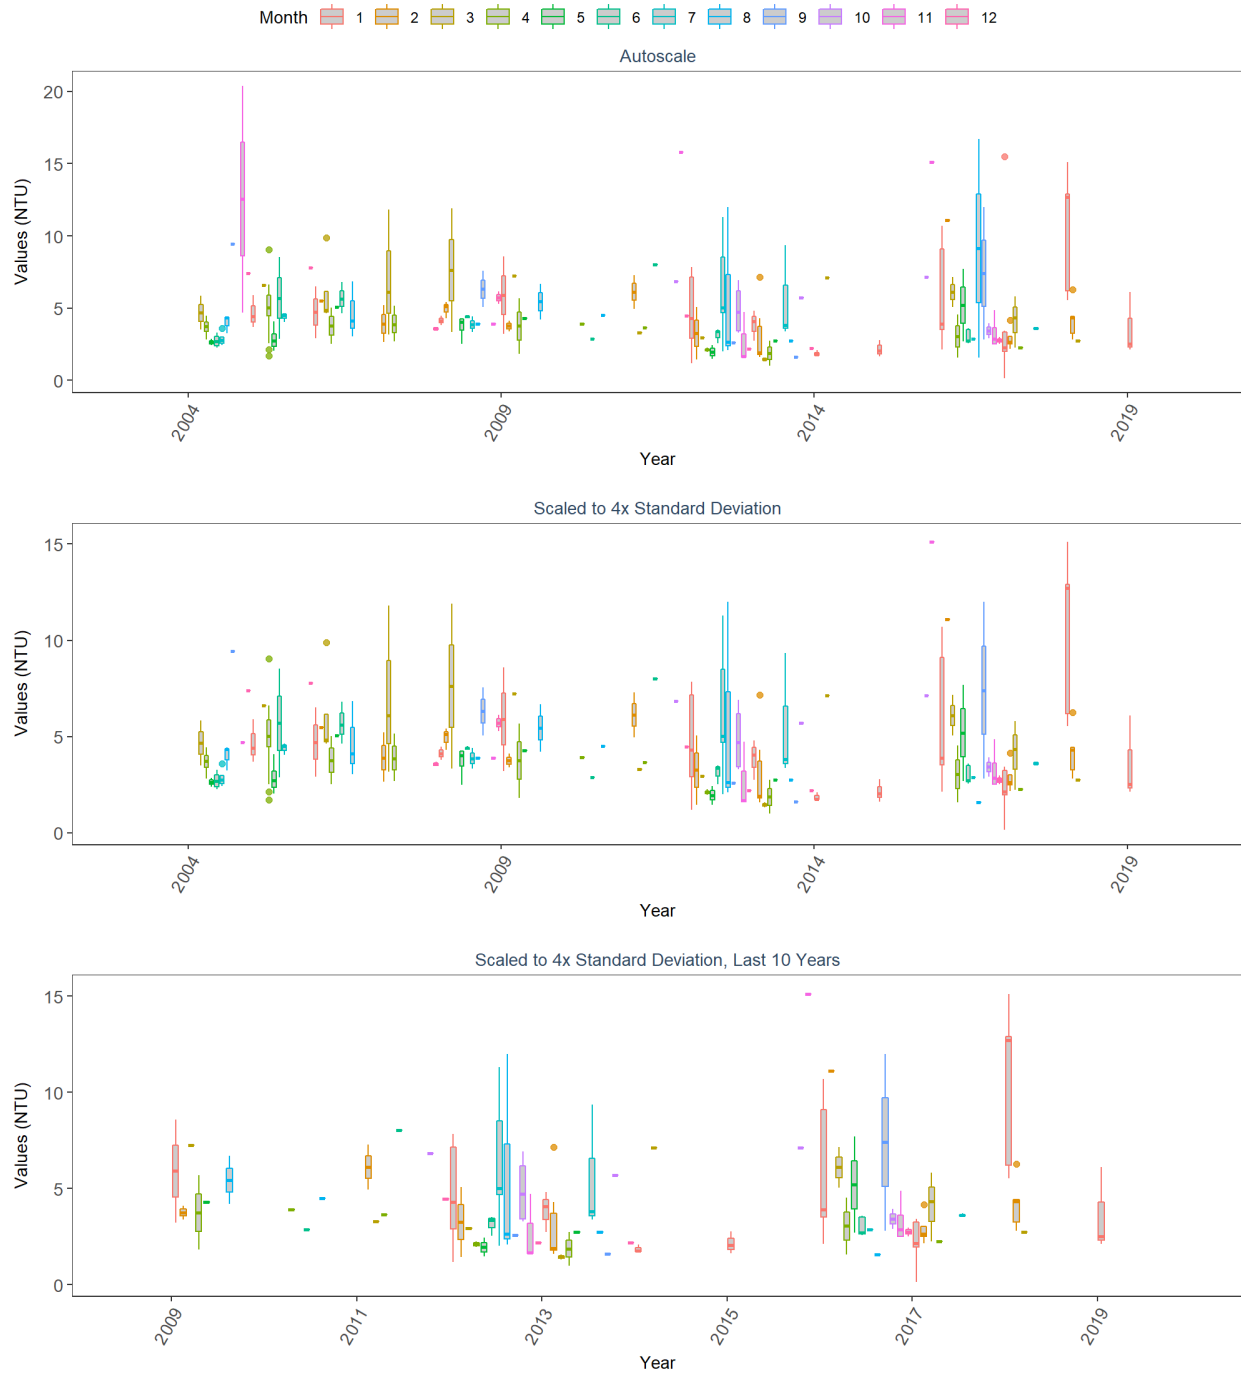 Month 1 2 3 4 5 6 7 8 9 10 11 12
Autoscale
Values (NTU)
20
15
10
5
0
2004 2009 2014 2019
Year
Scaled to 4x Standard Deviation
Values (NTU)
15
10
5
0
2004 2009 2014 2019
Year
Scaled to 4x Standard Deviation, Last 10 Years
Values (NTU)
15
10
5
0
2009 2011 2013 2015 2017 2019
Year